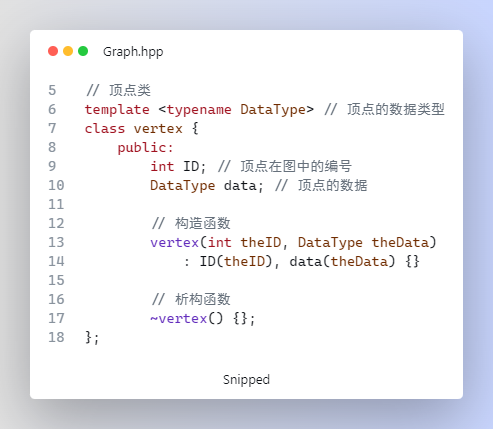 Graph.hpp
5 // 顶点类
6 template <typename DataType> // 顶点的数据类型
7 class vertex {
8     public:
9         int ID; // 顶点在图中的编号
10         DataType data; // 顶点的数据
11
12         // 构造函数
13         vertex(int theID, DataType theData)
14             : ID(theID), data(theData) {}
15
16         // 析构函数
17         ~vertex() {};
18 };
Snipped